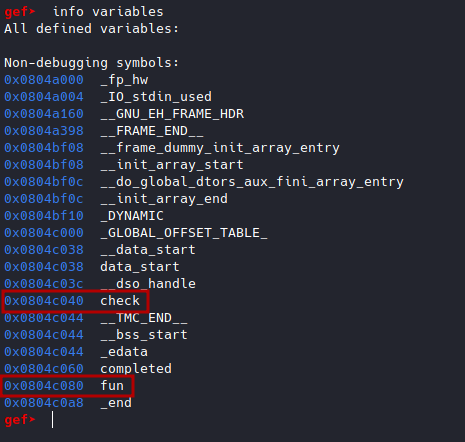 gef➤  info variables
All defined variables:
Non-debugging symbols:
0x0804a000  _fp_hw
0x0804a004  _IO_stdin_used
0x0804a160  __GNU_EH_FRAME_HDR
0x0804a398  __FRAME_END__
0x0804bf08  __frame_dummy_init_array_entry
0x0804bf08  __init_array_start
0x0804bf0c  __do_global_dtors_aux_fini_array_entry
0x0804bf0c  __init_array_end
0x0804bf10  _DYNAMIC
0x0804c000  _GLOBAL_OFFSET_TABLE_
0x0804c038  __data_start
0x0804c038  data_start
0x0804c03c  __dso_handle
0x0804c040  check
0x0804c044  __TMC_END__
0x0804c044  __bss_start
0x0804c044  _edata
0x0804c060  completed
0x0804c080  fun
0x0804c0a8  _end
gef➤